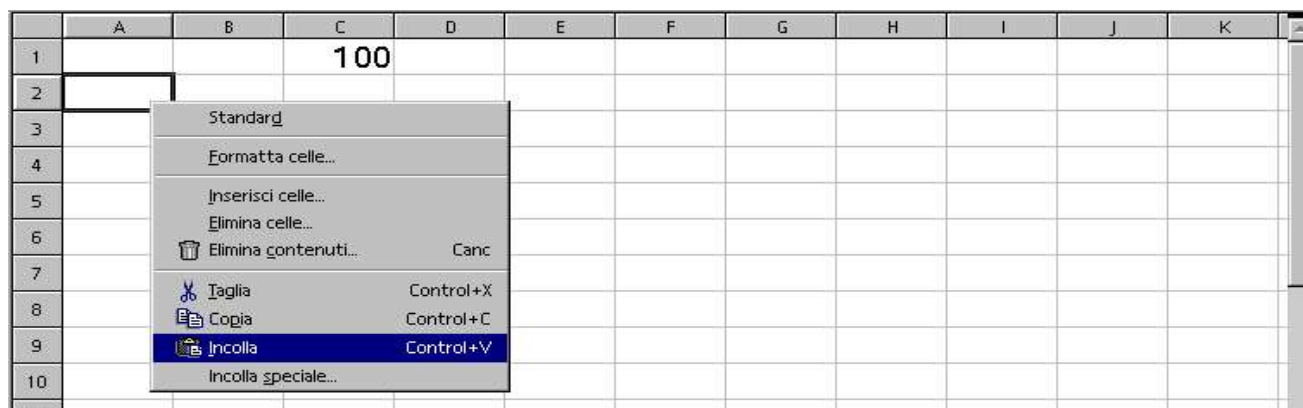 A B C D E F G H I J K
1 100
2
Standard
3
Formatta celle...
4
Inserisci celle...
5
Elimina celle...
6
Elimina contenuti... Canc
7
Taglia Control+X
8
Copia Control+C
9
Incolla Control+V
Incolla speciale...
10